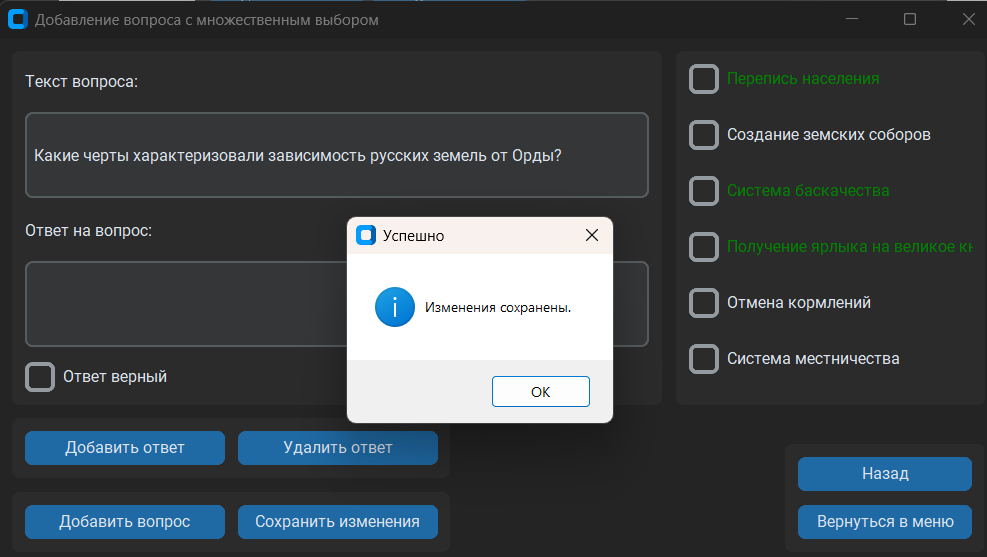 Добавление вопроса с множественным выбором
Текст вопроса:
Какие черты характеризовали зависимость русских земель от Орды?
Ответ на вопрос:
Ответ верный
Добавить ответ
Удалить ответ
Добавить вопрос
Сохранить изменения
Успешно
Изменения сохранены.
ОК
Перепись населения
Создание земских соборов
Система баскачества
Получение ярлыка на великое кн
Отмена кормлений
Система местничества
Назад
Вернуться в меню